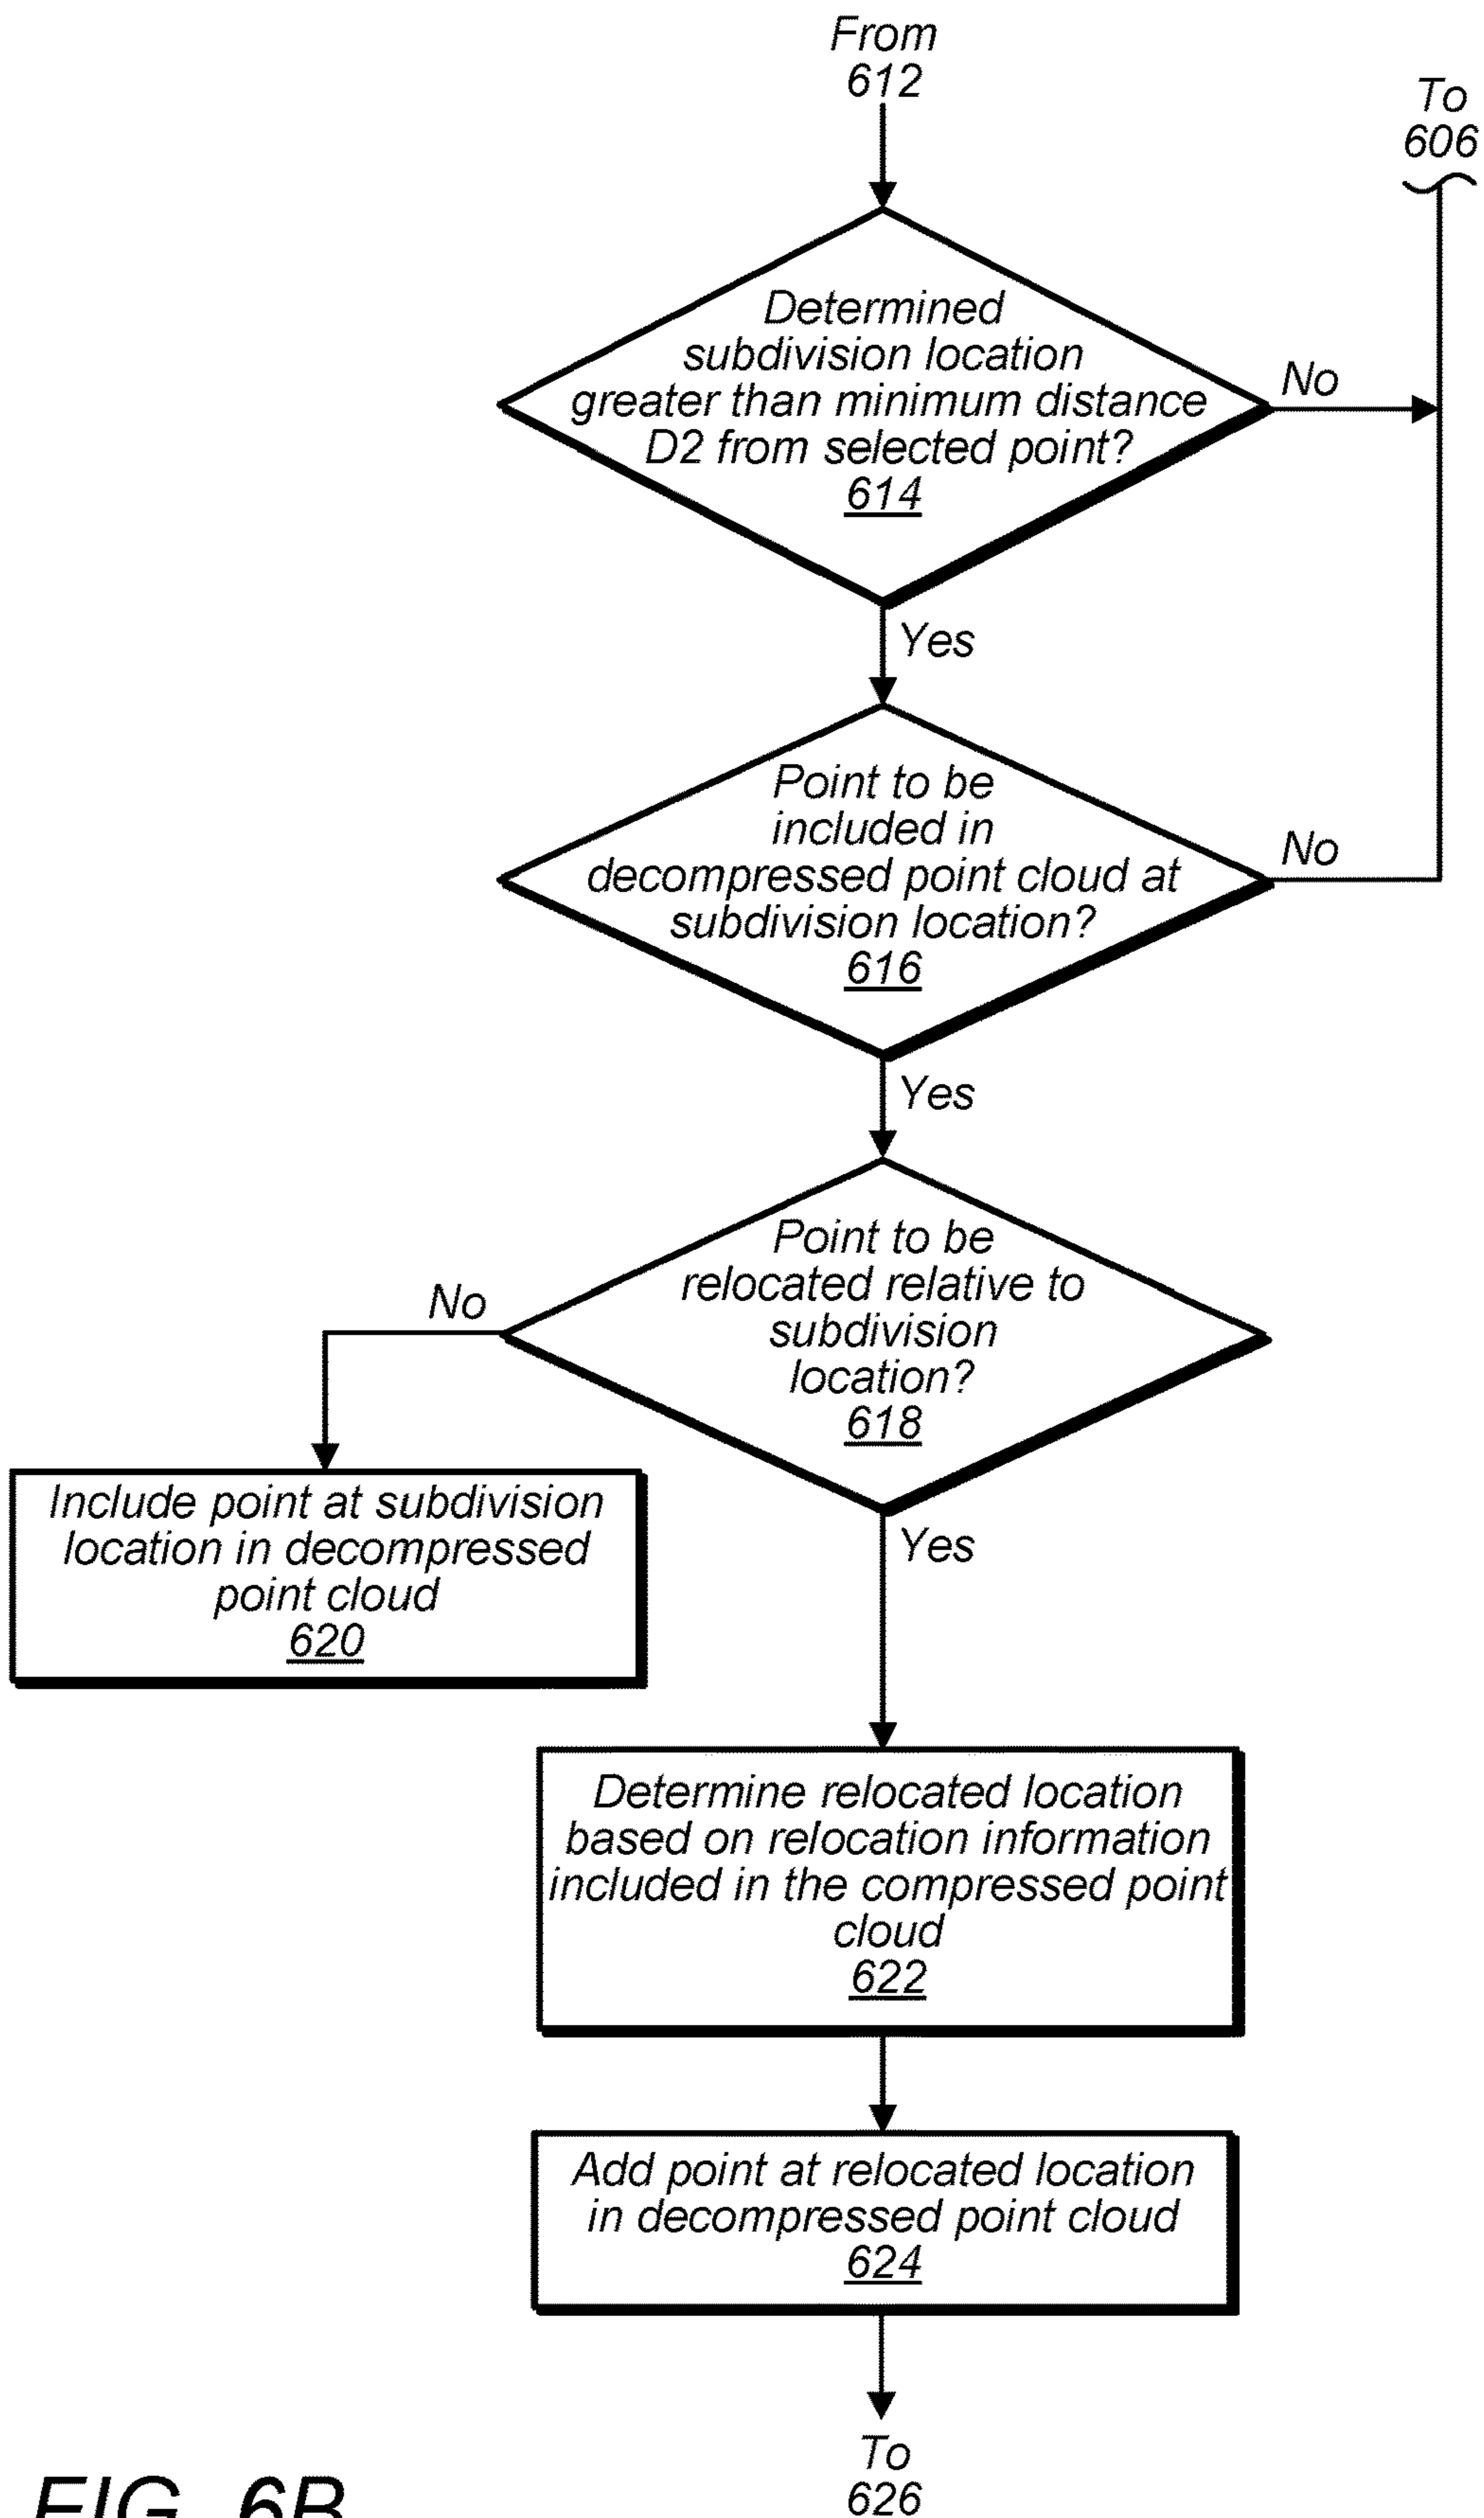 From
612
To
606
Determined
subdivision location
greater than minimum distance
D2 from selected point?
614
No
Yes
Point to be
included in
decompressed point cloud at
subdivision location?
616
No
Yes
Point to be
relocated relative to
subdivision
location?
618
No
Yes
Include point at subdivision
location in decompressed
point cloud
620
Determine relocated location
based on relocation information
included in the compressed point
cloud
622
Add point at relocated location
in decompressed point cloud
624
To
626
FIG. 6B